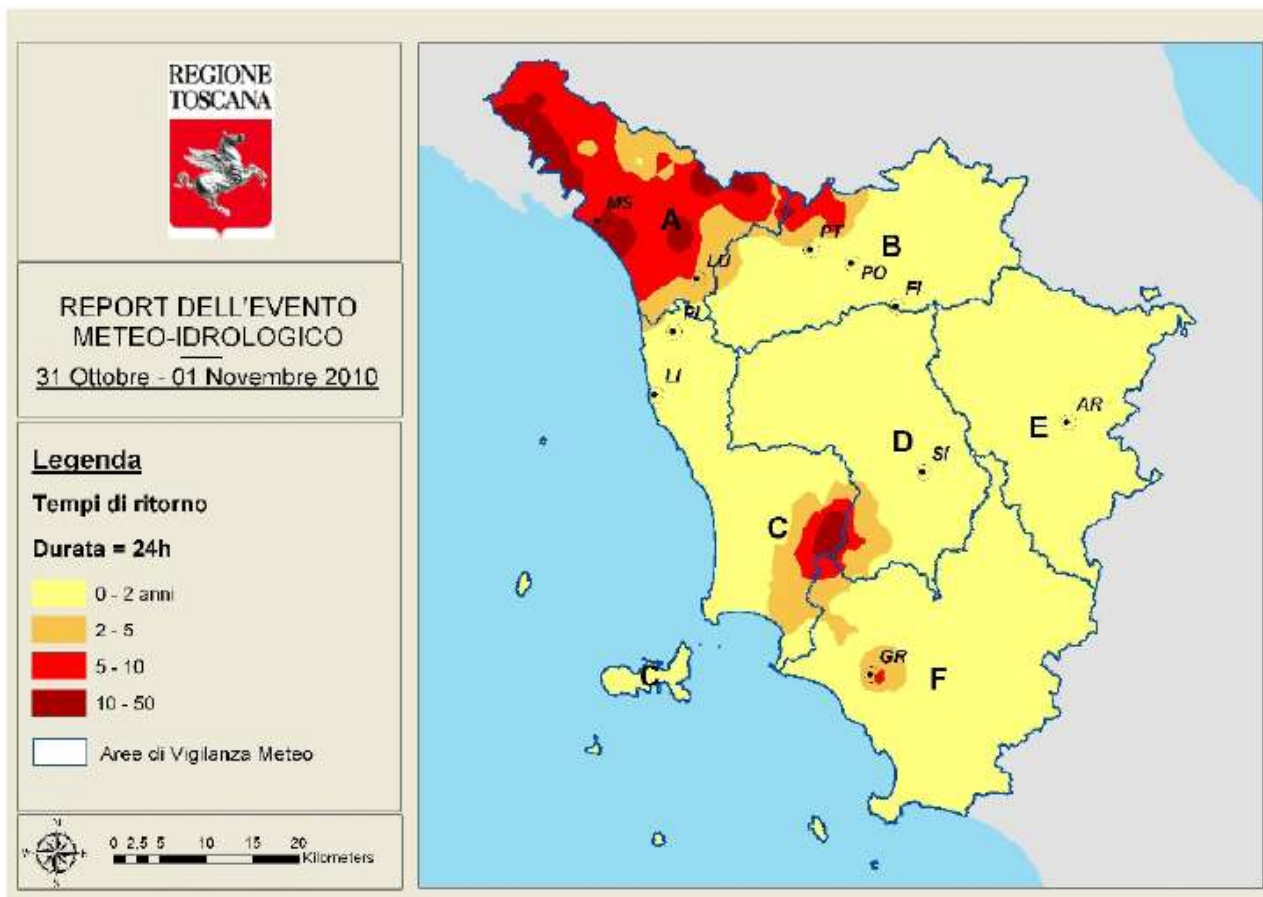 REGIONE
TOSCANA
REPORT DELL'EVENTO
METEO-IDROLOGICO
31 Ottobre - 01 Novembre 2010
Legenda
Tempi di ritorno
Durata = 24h
0 - 2 anni
2 - 5
5 - 10
10 - 50
Aree di Vigilanza Meteo
N
W
E
S
0 2,5 5 10 15 20
Kilometers
MS
A
LU
PT
B
PO
FI
PI
LI
AR
E
D
SI
C
GR
F
C